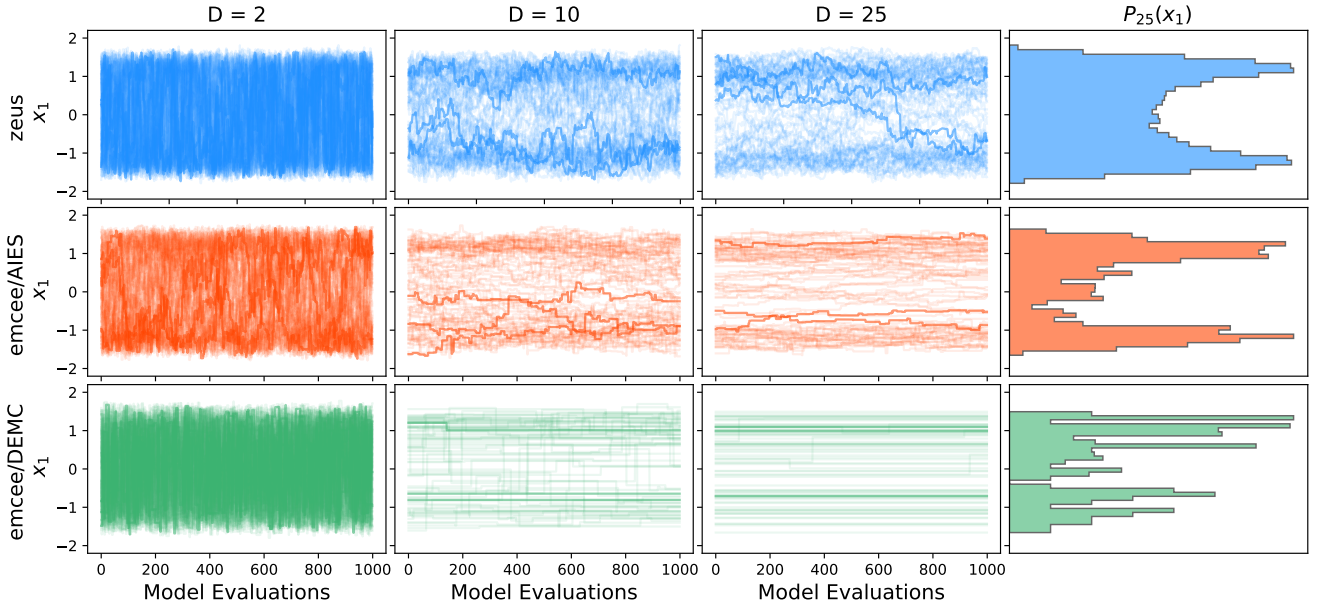 D = 2 D = 10 D = 25 P₂₅(x₁)
zeus
x₁
2
1
0
−1
−2
emcee/AIES
x₁
2
1
0
−1
−2
emcee/DEMC
x₁
2
1
0
−1
−2
0 200 400 600 800 1000 0 200 400 600 800 1000 0 200 400 600 800 1000
Model Evaluations Model Evaluations Model Evaluations